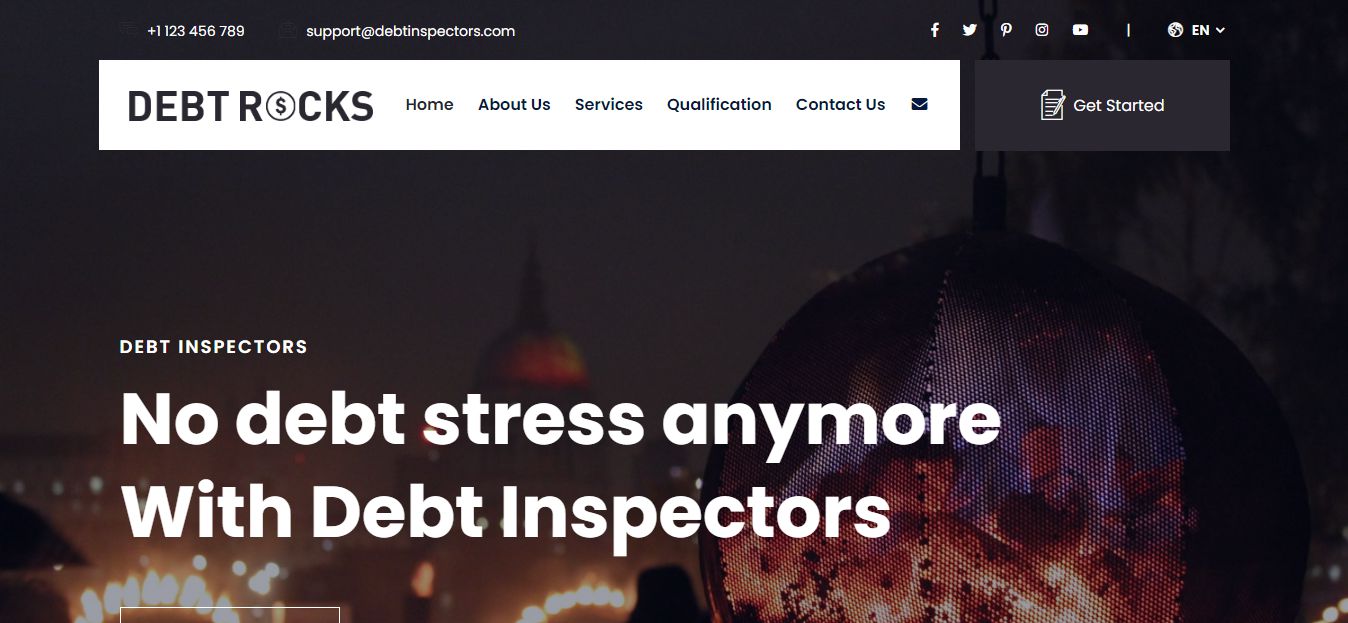 +1 123 456 789 support@debtinspectors.com | EN
DEBT ROCKS Home About Us Services Qualification Contact Us Get Started
DEBT INSPECTORS
No debt stress anymore
With Debt Inspectors